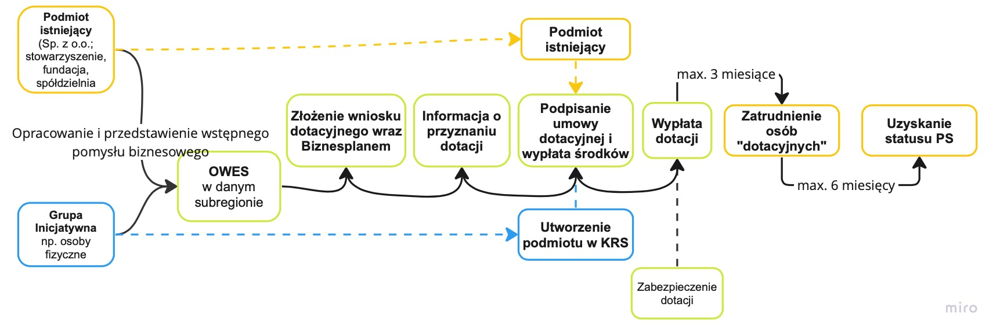 Podmiot
istniejący
(Sp. z o.o.;
stowarzyszenie,
fundacja,
spółdzielnia
Podmiot
istniejący
max. 3 miesiące
Opracowanie i przedstawienie wstępnego
pomysłu biznesowego
OWES
w danym
subregionie
Złożenie wniosku
dotacyjnego wraz
Biznesplanem
Informacja o
przyznaniu
dotacji
Podpisanie
umowy
dotacyjnej i
wypłata środków
Wypłata
dotacji
Zatrudnienie
osób
"dotacyjnych"
Uzyskanie
statusu PS
max. 6 miesięcy
Grupa
Inicjatywna
np. osoby
fizyczne
Utworzenie
podmiotu w KRS
Zabezpieczenie
dotacji
miro